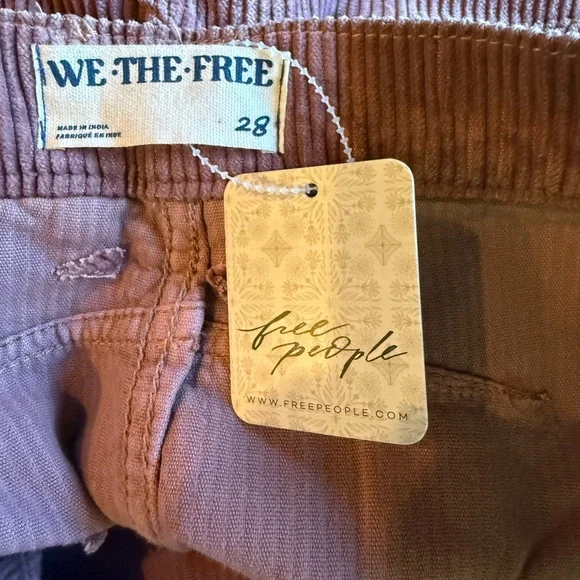 WE•THE•FREE
MADE IN INDIA
FABRIQUÉ EN INDE
28
free
people
WWW.FREEPEOPLE.COM